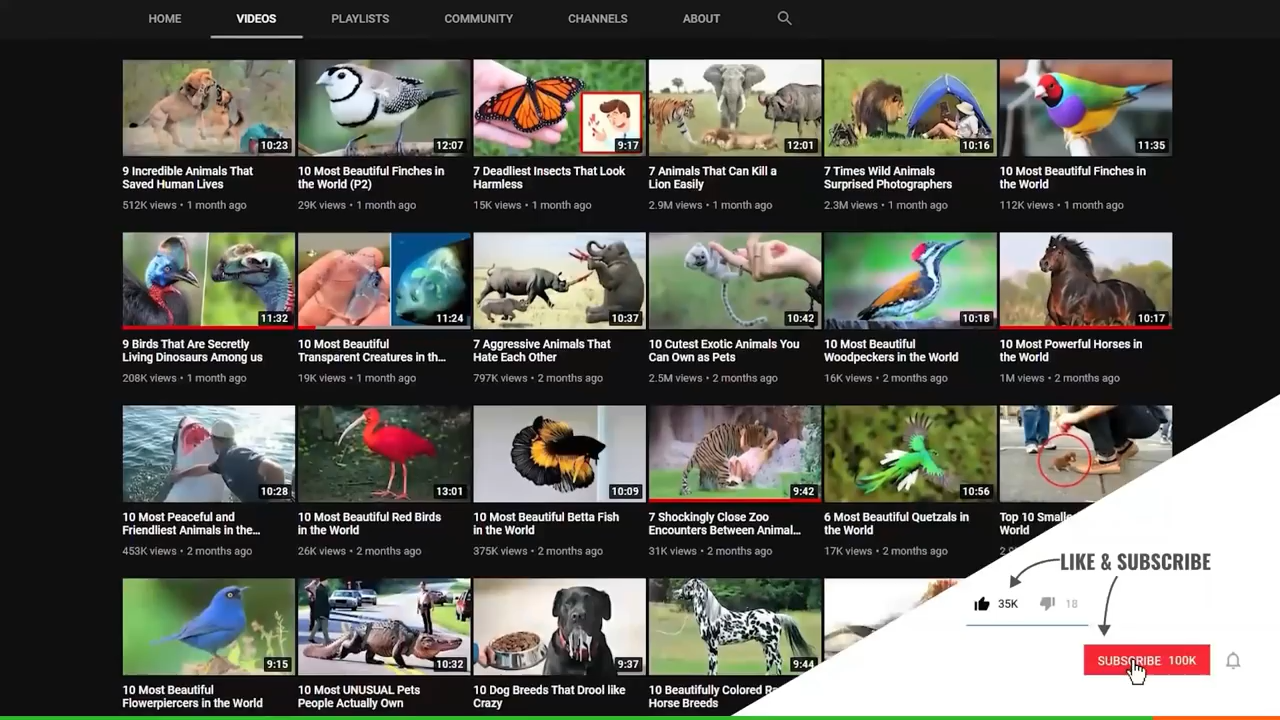 HOME
VIDEOS
PLAYLISTS
COMMUNITY
CHANNELS
ABOUT
10:23
12:07
9:17
12:01
10:16
11:35
9 Incredible Animals That
Saved Human Lives
512K views • 1 month ago
10 Most Beautiful Finches in
the World (P2)
29K views • 1 month ago
7 Deadliest Insects That Look
Harmless
15K views • 1 month ago
7 Animals That Can Kill a
Lion Easily
2.9M views • 1 month ago
7 Times Wild Animals
Surprised Photographers
2.3M views • 1 month ago
10 Most Beautiful Finches in
the World
112K views • 1 month ago
11:32
11:24
10:37
10:42
10:18
10:17
9 Birds That Are Secretly
Living Dinosaurs Among us
208K views • 1 month ago
10 Most Beautiful
Transparent Creatures in th...
19K views • 1 month ago
7 Aggressive Animals That
Hate Each Other
797K views • 2 months ago
10 Cutest Exotic Animals You
Can Own as Pets
2.5M views • 2 months ago
10 Most Beautiful
Woodpeckers in the World
16K views • 2 months ago
10 Most Powerful Horses in
the World
1M views • 2 months ago
10:28
13:01
10:09
9:42
10:56
10 Most Peaceful and
Friendliest Animals in the...
453K views • 2 months ago
10 Most Beautiful Red Birds
in the World
26K views • 2 months ago
10 Most Beautiful Betta Fish
in the World
375K views • 2 months ago
7 Shockingly Close Zoo
Encounters Between Animal...
31K views • 2 months ago
6 Most Beautiful Quetzals in
the World
17K views • 2 months ago
Top 10
World
9:15
10:32
9:37
9:44
10 Most Beautiful
Flowerpiercers in the World
10 Most UNUSUAL Pets
People Actually Own
10 Dog Breeds That Drool like
Crazy
10 Beautifully Colored
Horse Breeds
LIKE & SUBSCRIBE
35K
18
SUBSCRIBE 100K